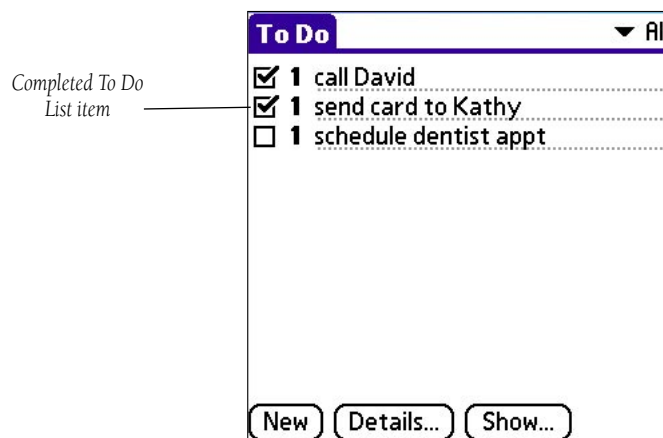 To Do
Al
Completed To Do
List item
1 call David
1 send card to Kathy
1 schedule dentist appt
New Details... Show...